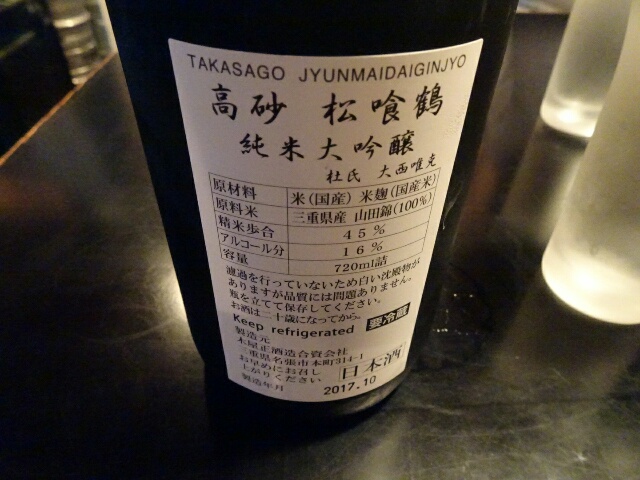 TAKASAGO JYUNMAIDAIGINJYO
高砂 松喰鶴
純米大吟醸
杜氏 大西唯克
原材料 米(国産) 米麹(国産米)
原料米 三重県産 山田錦(100%)
精米歩合 45%
アルコール分 16%
容量 720ml詰
濾過を行っていないため白い沈殿物が
ありますが品質には問題ありません。
瓶を立てて保存してください。
お酒は二十歳になってから。
Keep refrigerated 要冷蔵
製造元
木屋正酒造合資会社
三重県名張市本町314-1
お早めにお召し
上がりください 日本酒
製造年月 2017.10